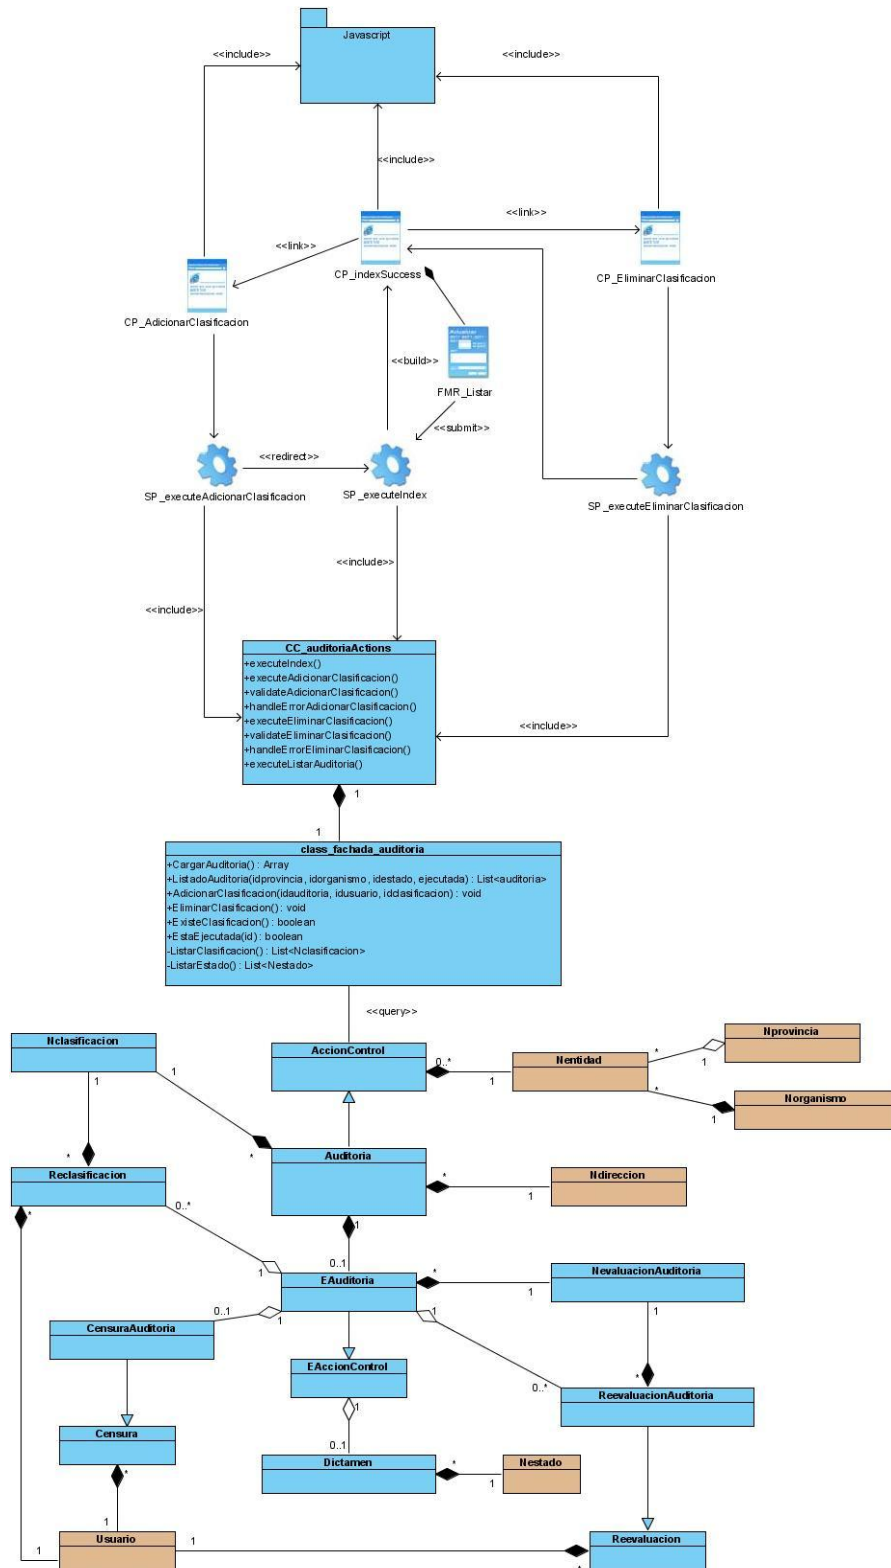 Javascript
<<include>>
<<include>>
<<include>>
<<link>>
<<link>>
CP_indexSuccess
CP_EliminarClasificacion
CP_AdicionarClasificacion
<<build>>
FMR_Listar
<<submit>>
<<redirect>>
SP_executeAdicionarClasificacion
SP_executeIndex
SP_executeEliminarClasificacion
<<include>>
<<include>>
<<include>>
CC_auditoriaActions
+executeIndex()
+executeAdicionarClasificacion()
+validateAdicionarClasificacion()
+handleErrorAdicionarClasificacion()
+executeEliminarClasificacion()
+validateEliminarClasificacion()
+handleErrorEliminarClasificacion()
+executeListarAuditoria()
1
1
class_fachada_auditoria
+CargarAuditoria() : Array
+ListadoAuditoria(idprovincia, idorganismo, idestado, ejecutada) : List<auditoria>
+AdicionarClasificacion(idauditoria, idusuario, idclasificacion) : void
+EliminarClasificacion() : void
+ExisteClasificacion() : boolean
+EstaEjecutada(id) : boolean
-ListarClasificacion() : List<Nclasificacion>
-ListarEstado() : List<Nestado>
<<query>>
Nclasificacion
AccionControl
0..*
1
Nentidad
*
1
Nprovincia
*
1
Norganismo
1
1
*
*
Reclasificacion
Auditoria
*
1
Ndireccion
*
0..*
1
1
0..1
EAuditoria
*
1
NevaluacionAuditoria
0..1
1
1
1
CensuraAuditoria
EAccionControl
*
0..*
ReevaluacionAuditoria
1
0..1
Censura
Dictamen
*
1
Nestado
*
1
1
Usuario
1
*
Reevaluacion